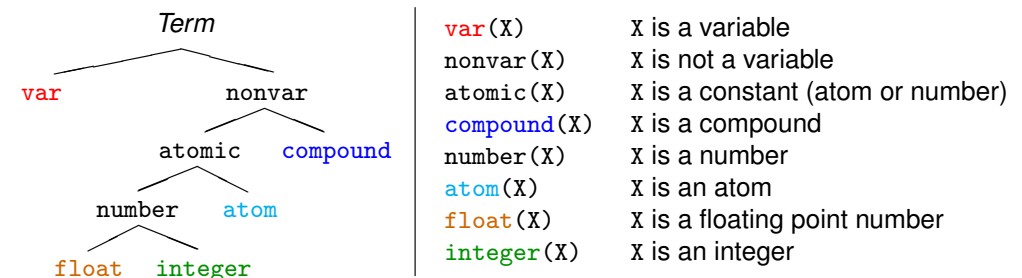 Term
var nonvar
atomic compound
number atom
float integer
var(X) X is a variable
nonvar(X) X is not a variable
atomic(X) X is a constant (atom or number)
compound(X) X is a compound
number(X) X is a number
atom(X) X is an atom
float(X) X is a floating point number
integer(X) X is an integer